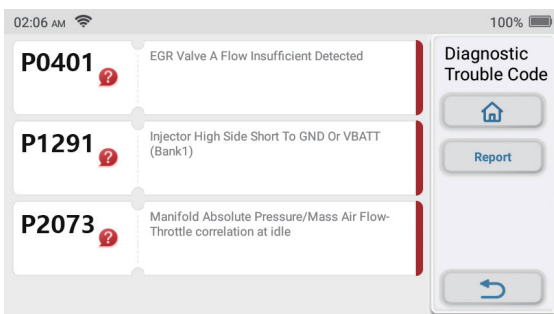 02:06 AM
100%
P0401
EGR Valve A Flow Insufficient Detected
P1291
Injector High Side Short To GND Or VBATT
(Bank1)
P2073
Manifold Absolute Pressure/Mass Air Flow-
Throttle correlation at idle
Diagnostic
Trouble Code
Report